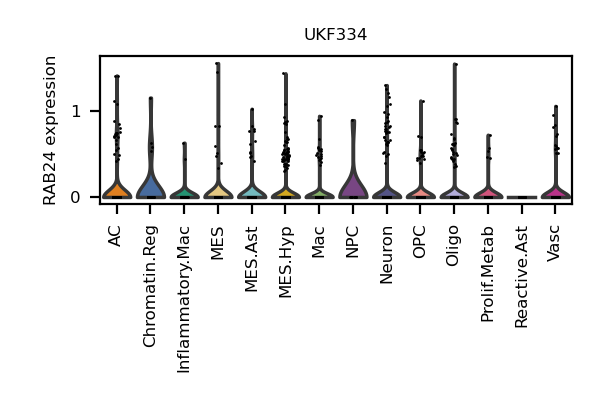 UKF334
RAB24 expression
1
0
AC
Chromatin.Reg
Inflammatory.Mac
MES
MES.Ast
MES.Hyp
Mac
NPC
Neuron
OPC
Oligo
Prolif.Metab
Reactive.Ast
Vasc